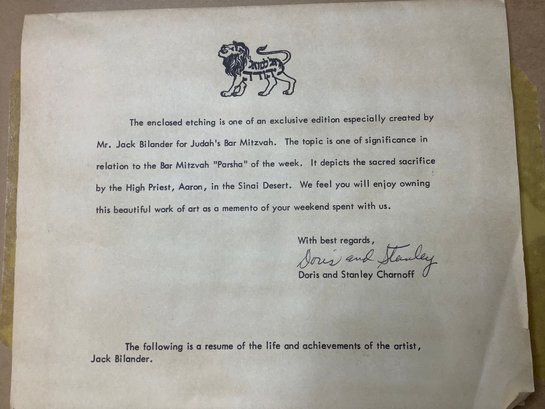 The enclosed etching is one of an exclusive edition especially created by
Mr. Jack Bilander for Judah's Bar Mitzvah. The topic is one of significance in
relation to the Bar Mitzvah "Parsha" of the week. It depicts the sacred sacrifice
by the High Priest, Aaron, in the Sinai Desert. We feel you will enjoy owning
this beautiful work of art as a memento of your weekend spent with us.
With best regards,
Doris and Stanley
Doris and Stanley Charnoff
The following is a resume of the life and achievements of the artist,
Jack Bilander.